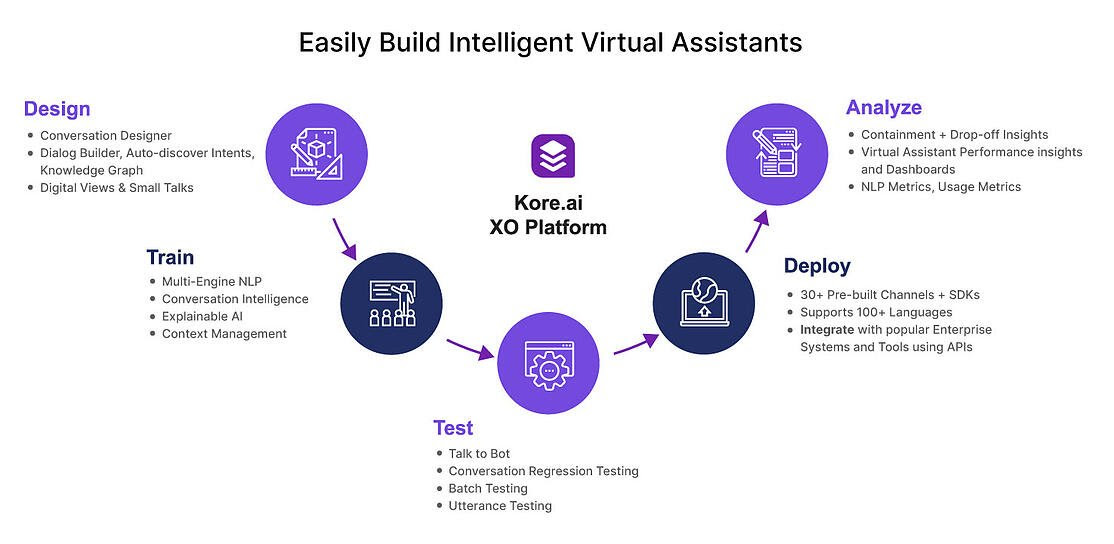 Easily Build Intelligent Virtual Assistants
Design
Conversation Designer
Dialog Builder, Auto-discover Intents,
Knowledge Graph
Digital Views & Small Talks
Train
Multi-Engine NLP
Conversation Intelligence
Explainable AI
Context Management
Kore.ai
XO Platform
Test
Talk to Bot
Conversation Regression Testing
Batch Testing
Utterance Testing
Deploy
30+ Pre-built Channels + SDKs
Supports 100+ Languages
Integrate with popular Enterprise
Systems and Tools using APIs
Analyze
Containment + Drop-off Insights
Virtual Assistant Performance insights
and Dashboards
NLP Metrics, Usage Metrics